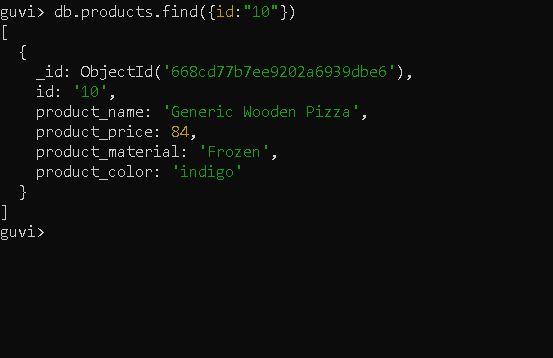 guvi> db.products.find({id:"10"})
[
  {
    _id: ObjectId('668cd77b7ee9202a6939dbe6'),
    id: '10',
    product_name: 'Generic Wooden Pizza',
    product_price: 84,
    product_material: 'Frozen',
    product_color: 'indigo'
  }
]
guvi>